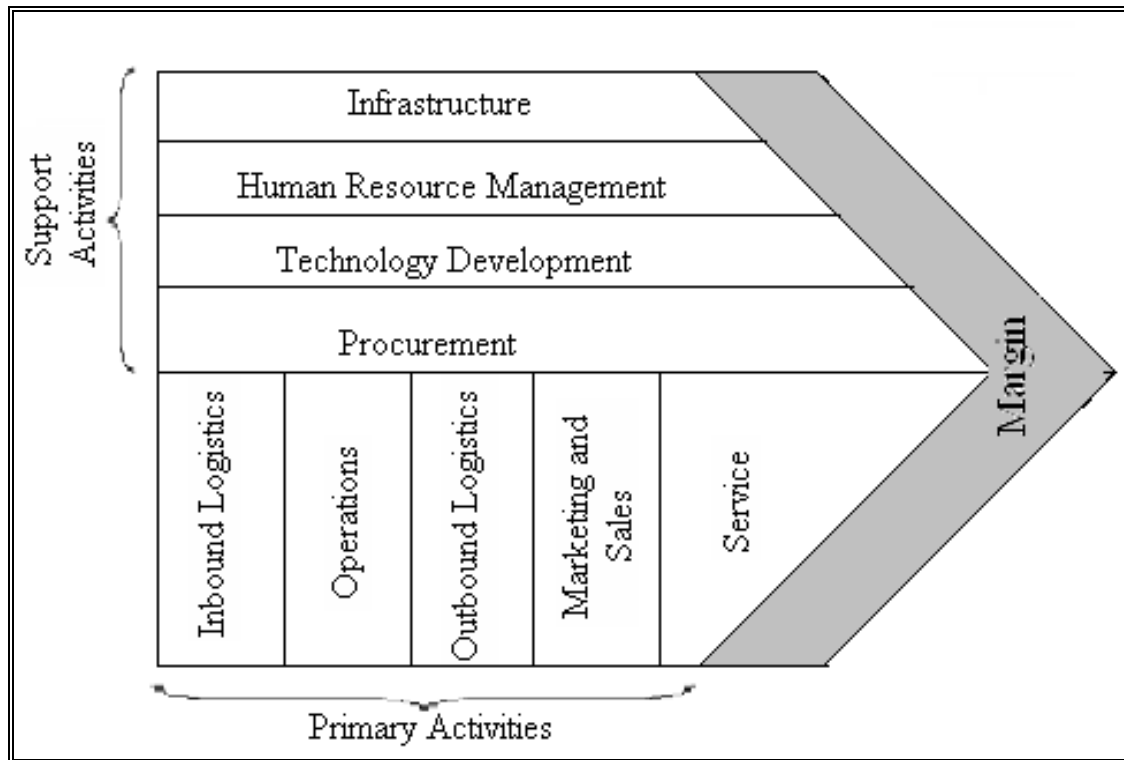 Support
Activities
Infrastructure
Human Resource Management
Technology Development
Procurement
Inbound Logistics
Operations
Outbound Logistics
Marketing and
Sales
Service
Margin
Primary Activities